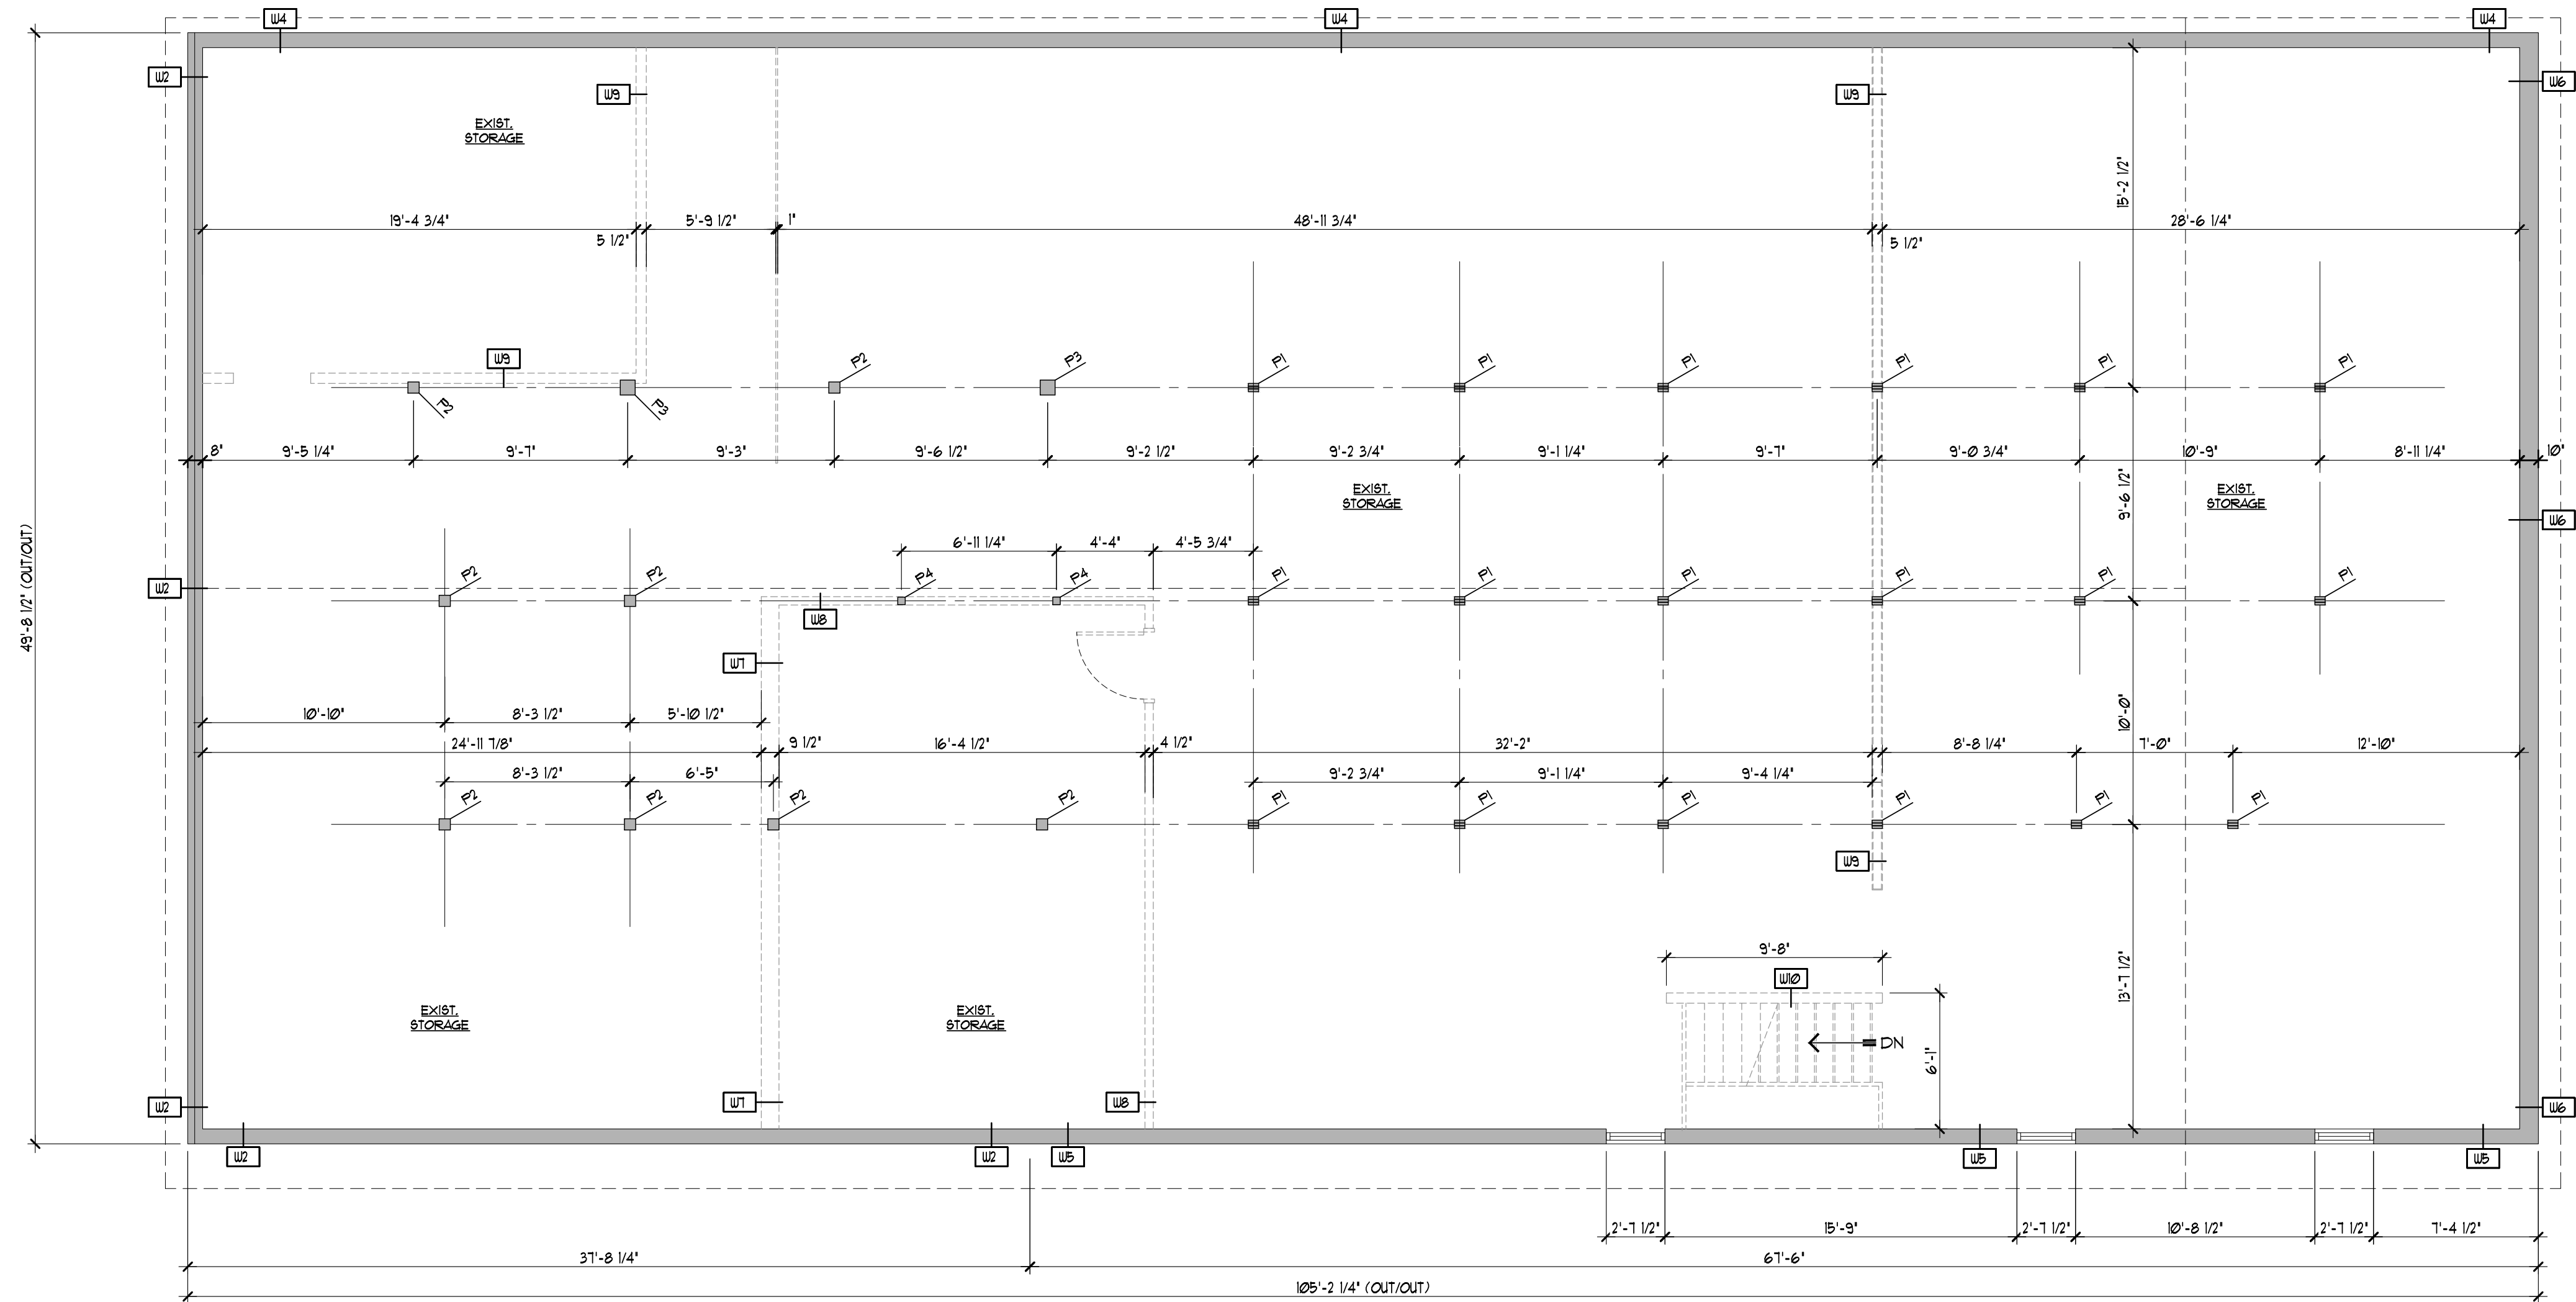 W4
W4
W4
W2
W6
W9
W9
EXIST.
STORAGE
15'-2 1/2"
19'-4 3/4"
5 1/2"
5'-9 1/2"
1"
48'-11 3/4"
5 1/2"
28'-6 1/4"
W9
P2
P3
P2
P3
P1
P1
P1
P1
P1
P1
8"
9'-5 1/4"
9'-7"
9'-3"
9'-6 1/2"
9'-2 1/2"
9'-2 3/4"
9'-1 1/4"
9'-7"
9'-0 3/4"
10'-9"
8'-11 1/4"
10"
EXIST.
STORAGE
9'-6 1/2"
EXIST.
STORAGE
W6
49'-8 1/2" (OUT/OUT)
6'-11 1/4"
4'-4"
4'-5 3/4"
W2
P2
P2
P4
P4
P1
P1
P1
P1
P1
P1
W8
W7
10'-10"
8'-3 1/2"
5'-10 1/2"
10'-0"
24'-11 7/8"
9 1/2"
16'-4 1/2"
4 1/2"
32'-2"
8'-8 1/4"
7'-0"
12'-10"
8'-3 1/2"
6'-5"
9'-2 3/4"
9'-1 1/4"
9'-4 1/4"
P2
P2
P2
P2
P1
P1
P1
P1
P1
P1
W9
9'-8"
W10
13'-7 1/2"
EXIST.
STORAGE
EXIST.
STORAGE
DN
6'-1"
W2
W7
W8
W6
W2
W2
W5
W5
W5
2'-7 1/2"
15'-9"
2'-7 1/2"
10'-8 1/2"
2'-7 1/2"
7'-4 1/2"
37'-8 1/4"
67'-6"
105'-2 1/4" (OUT/OUT)